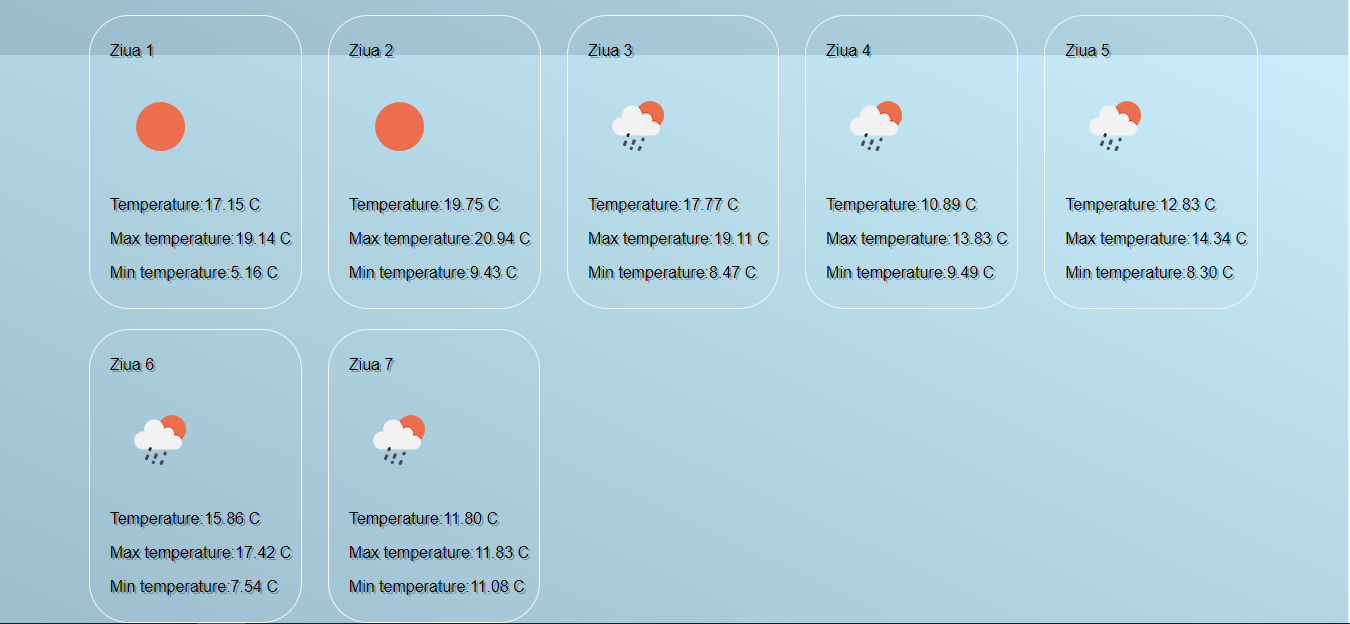 Ziua 1
Temperature:17.15 C
Max temperature:19.14 C
Min temperature:5.16 C
Ziua 2
Temperature:19.75 C
Max temperature:20.94 C
Min temperature:9.43 C
Ziua 3
Temperature:17.77 C
Max temperature:19.11 C
Min temperature:8.47 C
Ziua 4
Temperature:10.89 C
Max temperature:13.83 C
Min temperature:9.49 C
Ziua 5
Temperature:12.83 C
Max temperature:14.34 C
Min temperature:8.30 C
Ziua 6
Temperature:15.86 C
Max temperature:17.42 C
Min temperature:7.54 C
Ziua 7
Temperature:11.80 C
Max temperature:11.83 C
Min temperature:11.08 C